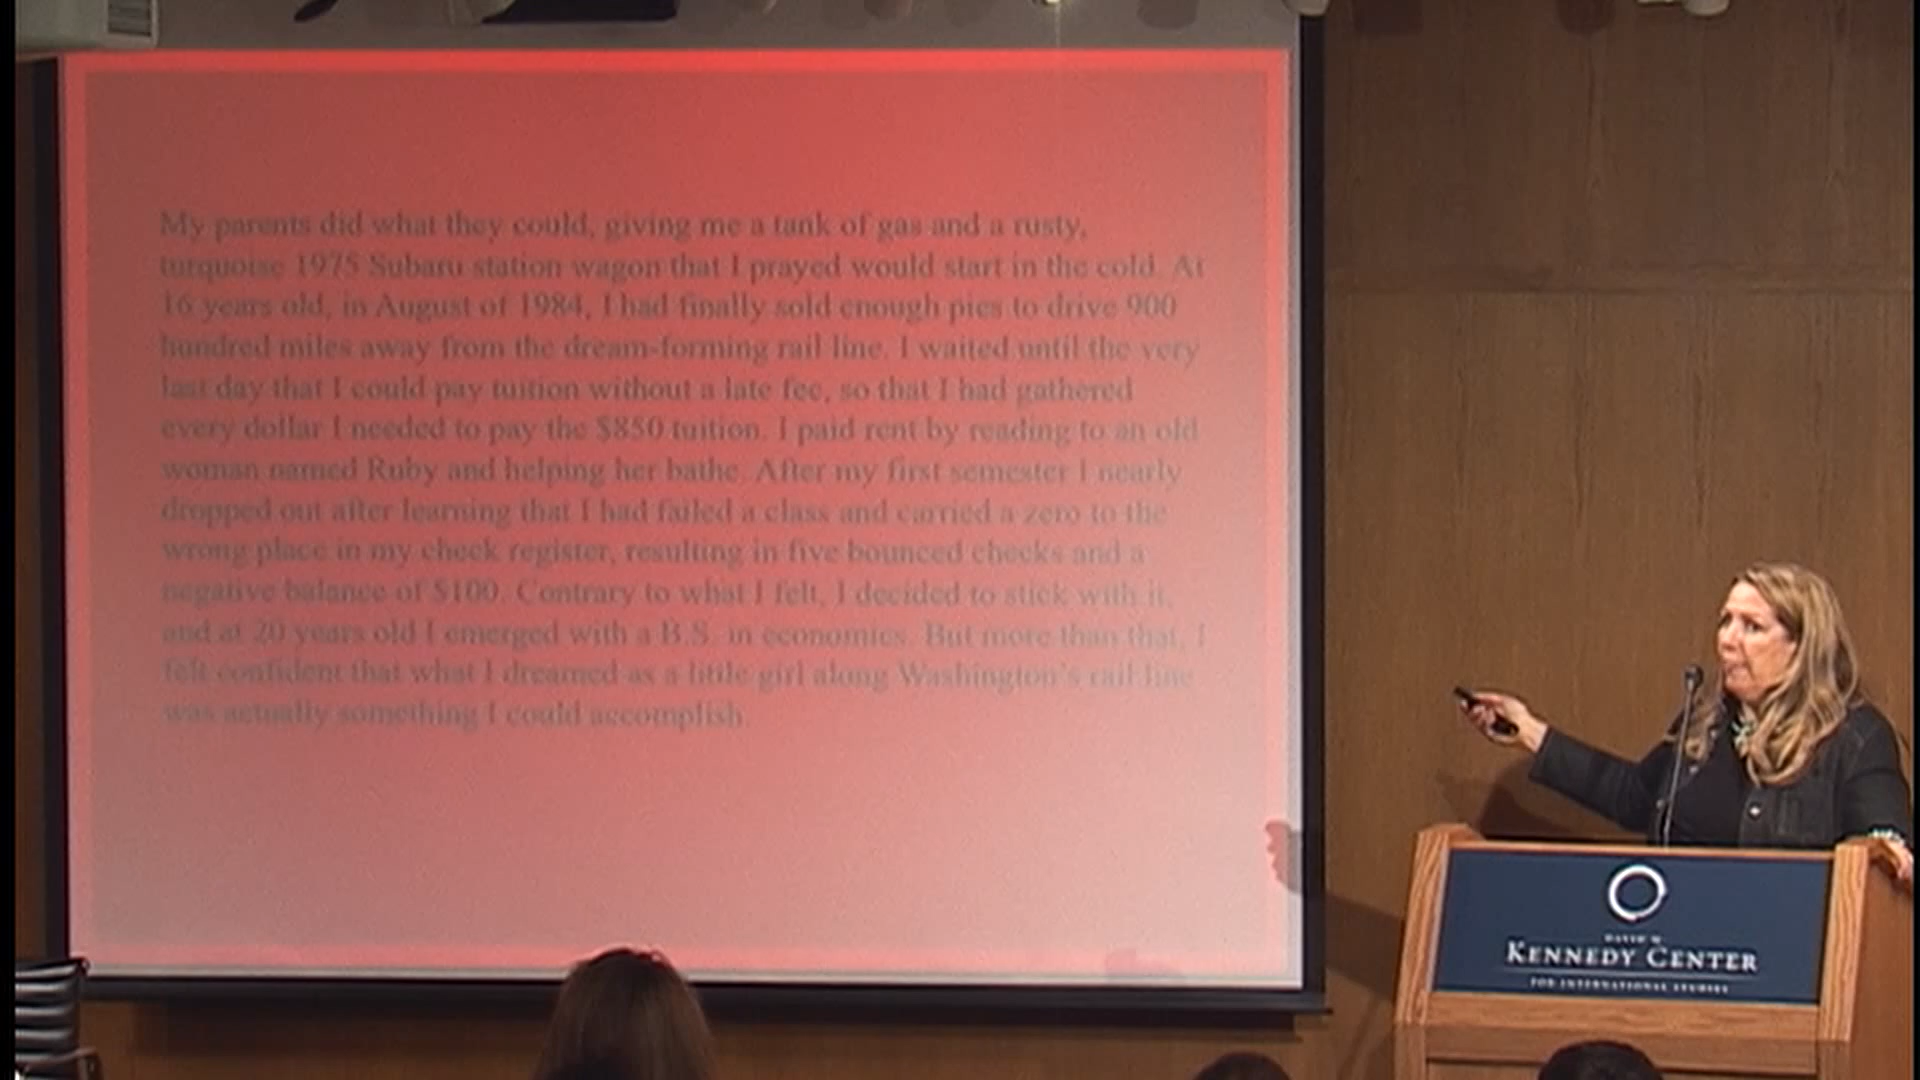 My parents did what they could, giving me a tank of gas and a rusty,
turquoise 1975 Subaru station wagon that I prayed would start in the cold. At
16 years old, in August of 1984, I had finally sold enough pies to drive 900
hundred miles away from the dream-forming rail line. I waited until the very
last day that I could pay tuition without a late fee, so that I had gathered
every dollar I needed to pay the $850 tuition. I paid rent by reading to an old
woman named Ruby and helping her bathe. After my first semester I nearly
dropped out after learning that I had failed a class and carried a zero to the
wrong place in my check register, resulting in five bounced checks and a
negative balance of $100. Contrary to what I felt, I decided to stick with it,
and at 20 years old I emerged with a B.S. in economics. But more than that, I
felt confident that what I dreamed as a little girl along Washington's rail line
was actually something I could accomplish.
DAVID M.
KENNEDY CENTER
FOR INTERNATIONAL STUDIES